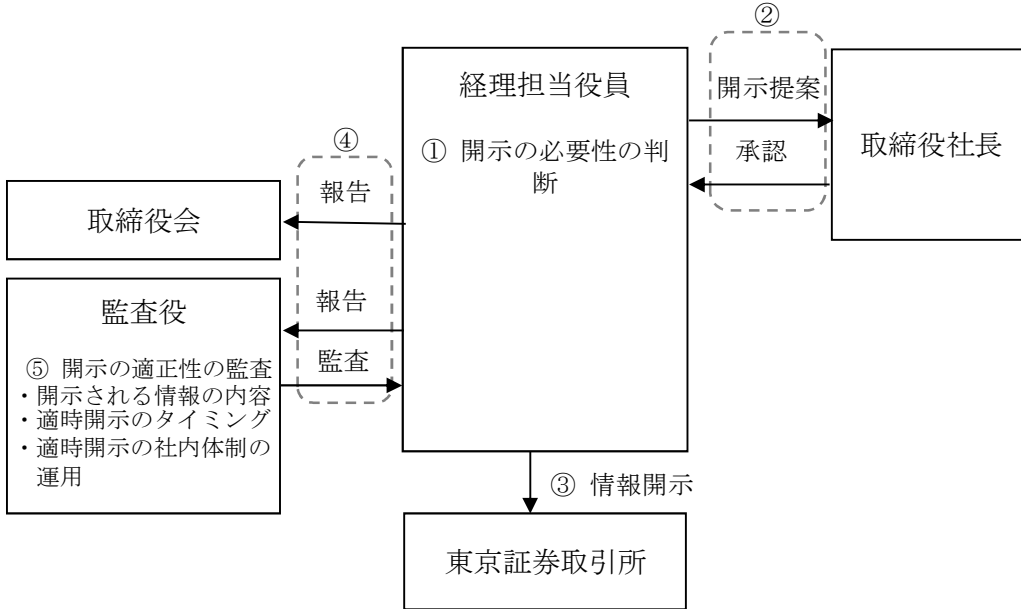 ②
経理担当役員
① 開示の必要性の判
断
開示提案
承認
取締役社長
④
報告
取締役会
報告
監査
監査役
⑤ 開示の適正性の監査
・開示される情報の内容
・適時開示のタイミング
・適時開示の社内体制の
運用
③ 情報開示
東京証券取引所